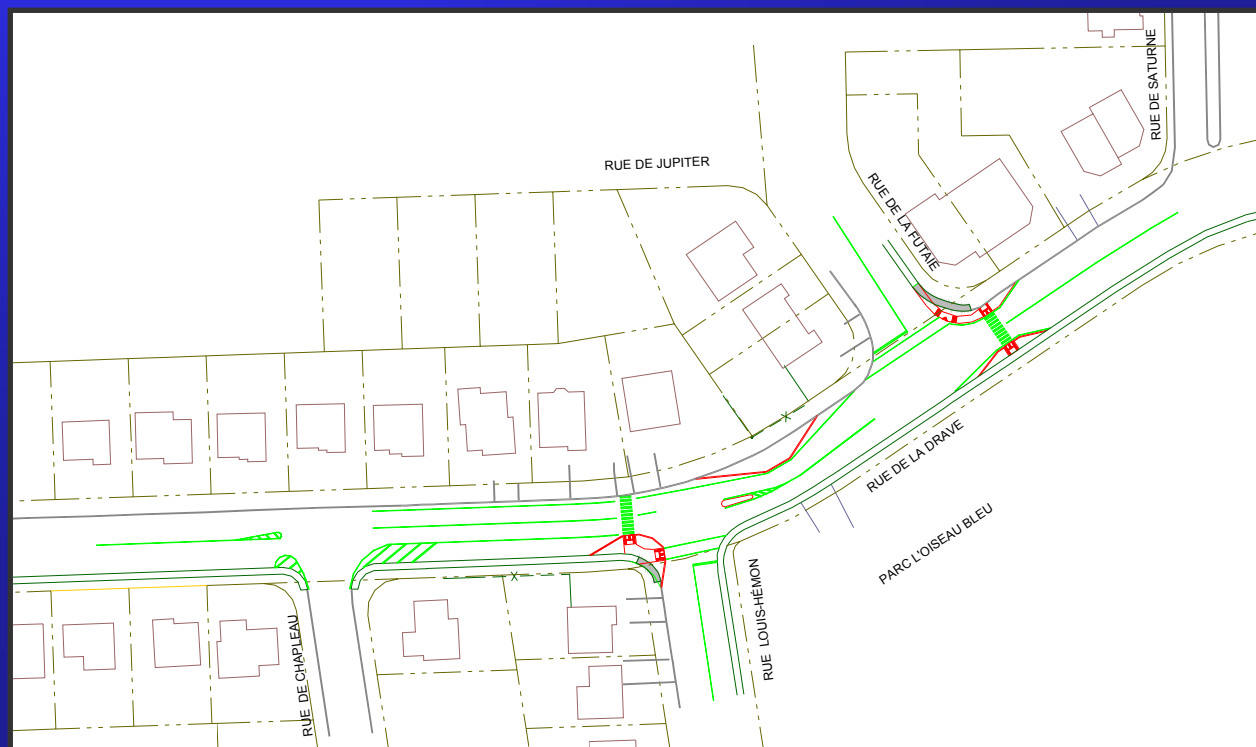 RUE DE SATURNE
RUE DE JUPITER
RUE DE LA FUTAIE
RUE DE LA DRAVE
PARC L'OISEAU BLEU
RUE LOUIS-HÉMON
RUE DE CHAPLEAU